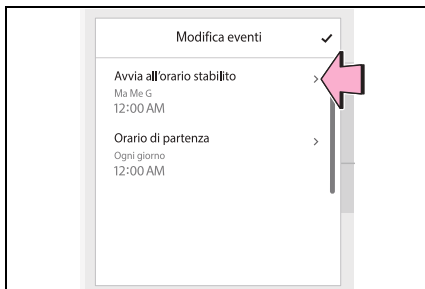 Modifica eventi
Avvia all'orario stabilito
Ma Me G
12:00 AM
Orario di partenza
Ogni giorno
12:00 AM